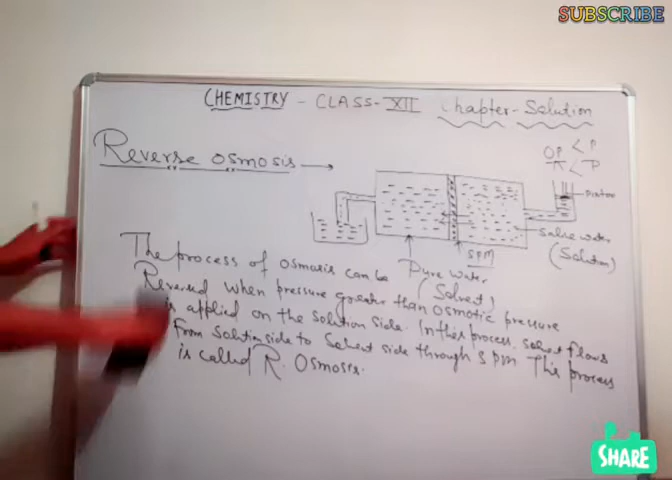 SUBSCRIBE
CHEMISTRY - CLASS-XII Chapter-Solution
Reverse osmosis →
OP < P
π < P
piston
Saline water
(Solution)
SPM
Pure water
(Solvent)
The process of osmosis can be
Reversed when pressure greater than osmotic pressure
is applied on the solution side. In this process, solvent flows
From Solution side to Solvent side through spm This process
is called R. Osmosis.
SHARE